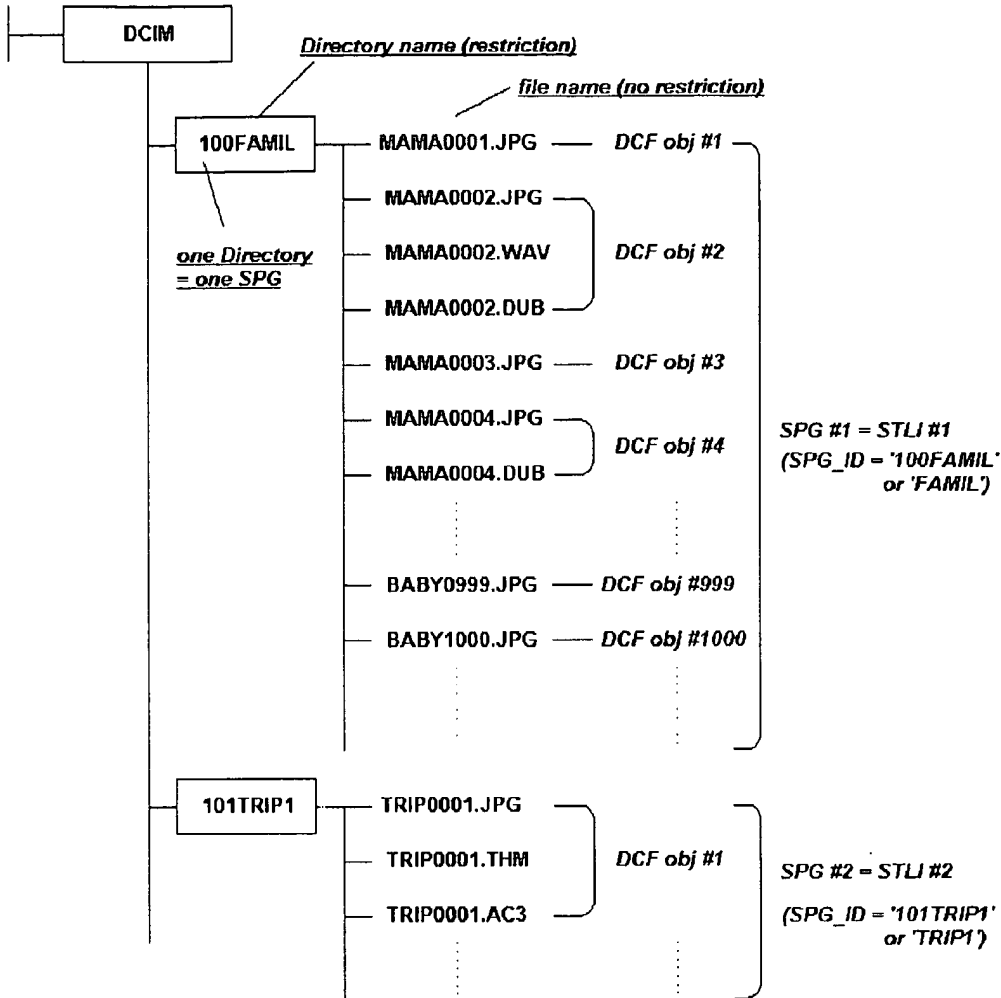 DCIM
Directory name (restriction)
file name (no restriction)
100FAMIL
MAMA0001.JPG
DCF obj #1
MAMA0002.JPG
one Directory
= one SPG
MAMA0002.WAV
DCF obj #2
MAMA0002.DUB
MAMA0003.JPG
DCF obj #3
MAMA0004.JPG
DCF obj #4
MAMA0004.DUB
SPG #1 = STLI #1
(SPG_ID = '100FAMIL'
or 'FAMIL')
BABY0999.JPG
DCF obj #999
BABY1000.JPG
DCF obj #1000
101TRIP1
TRIP0001.JPG
TRIP0001.THM
DCF obj #1
TRIP0001.AC3
SPG #2 = STLI #2
(SPG_ID = '101TRIP1'
or 'TRIP1')